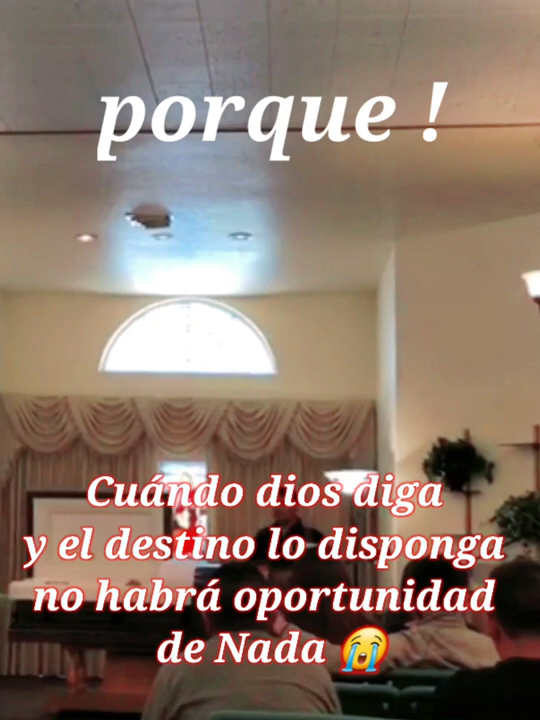 porque !
Cuándo dios diga
y el destino lo disponga
no habrá oportunidad
de Nada 😭